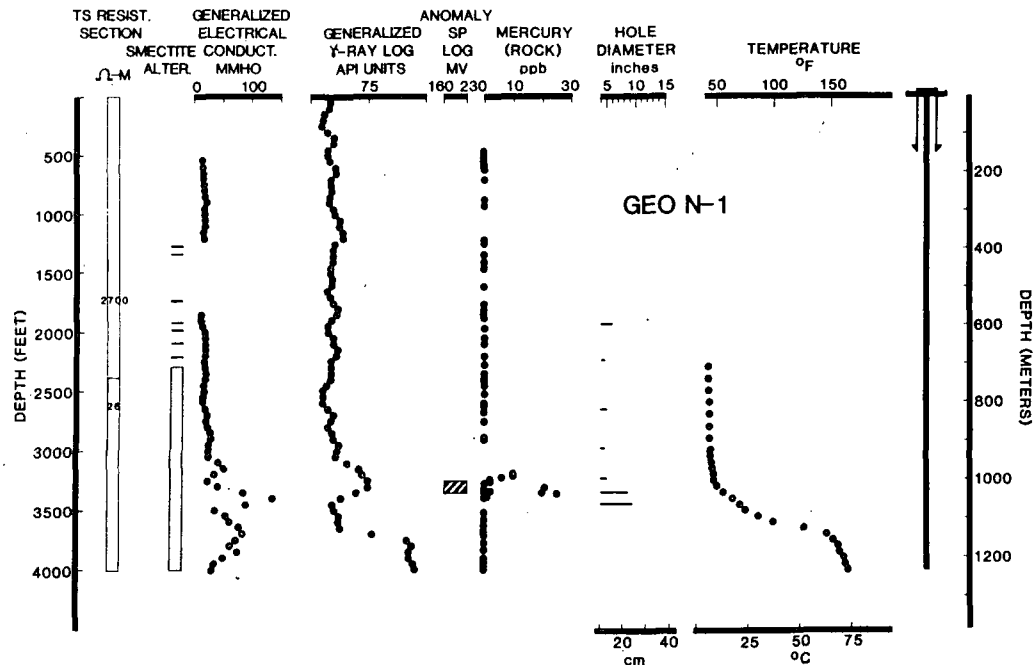 TS RESIST. SECTION
Ω-M
SMECTITE ALTER.
GENERALIZED ELECTRICAL CONDUCT. MMHO
0 100
GENERALIZED γ-RAY LOG API UNITS
75
ANOMALY SP LOG MV
160 230
MERCURY (ROCK) ppb
10 30
HOLE DIAMETER inches
5 10 15
TEMPERATURE °F
50 100 150
DEPTH (FEET)
500
1000
1500
2000
2500
3000
3500
4000
2700
26
GEO N-1
200
400
600
800
1000
1200
DEPTH (METERS)
20 40
cm
25 50 75
°C